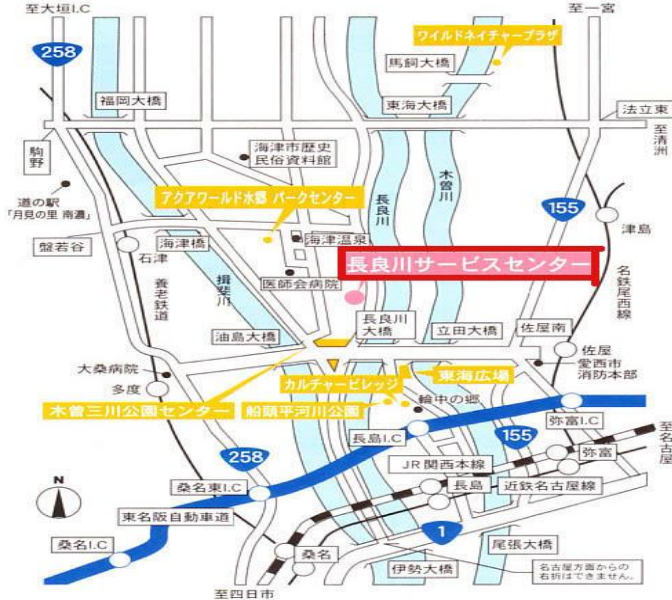 至大垣I.C
至一宮
ワイルドネイチャープラザ
258
馬飼大橋
福岡大橋
東海大橋
法立東
至清洲
駒野
海津市歴史
民俗資料館
木曽川
長良川
道の駅
「月見の里 南濃」
アクアワールド水郷 パークセンター
155
津島
盤若谷
石津
海津橋
海津温泉
長良川サービスセンター
医師会病院
養老鉄道
揖斐川
名鉄尾西線
油島大橋
長良川
大橋
立田大橋
佐屋南
佐屋
愛西市
消防本部
大桑病院
多度
カルチャービレッジ
東海広場
木曽三川公園センター
船頭平河川公園
輪中の郷
長島I.C
155
弥富I.C
至名古屋
258
JR関西本線
弥富
桑名東I.C
長島
近鉄名古屋線
N
東名阪自動車道
1
桑名I.C
桑名
伊勢大橋
尾張大橋
名古屋方面からの
右折はできません。
至四日市